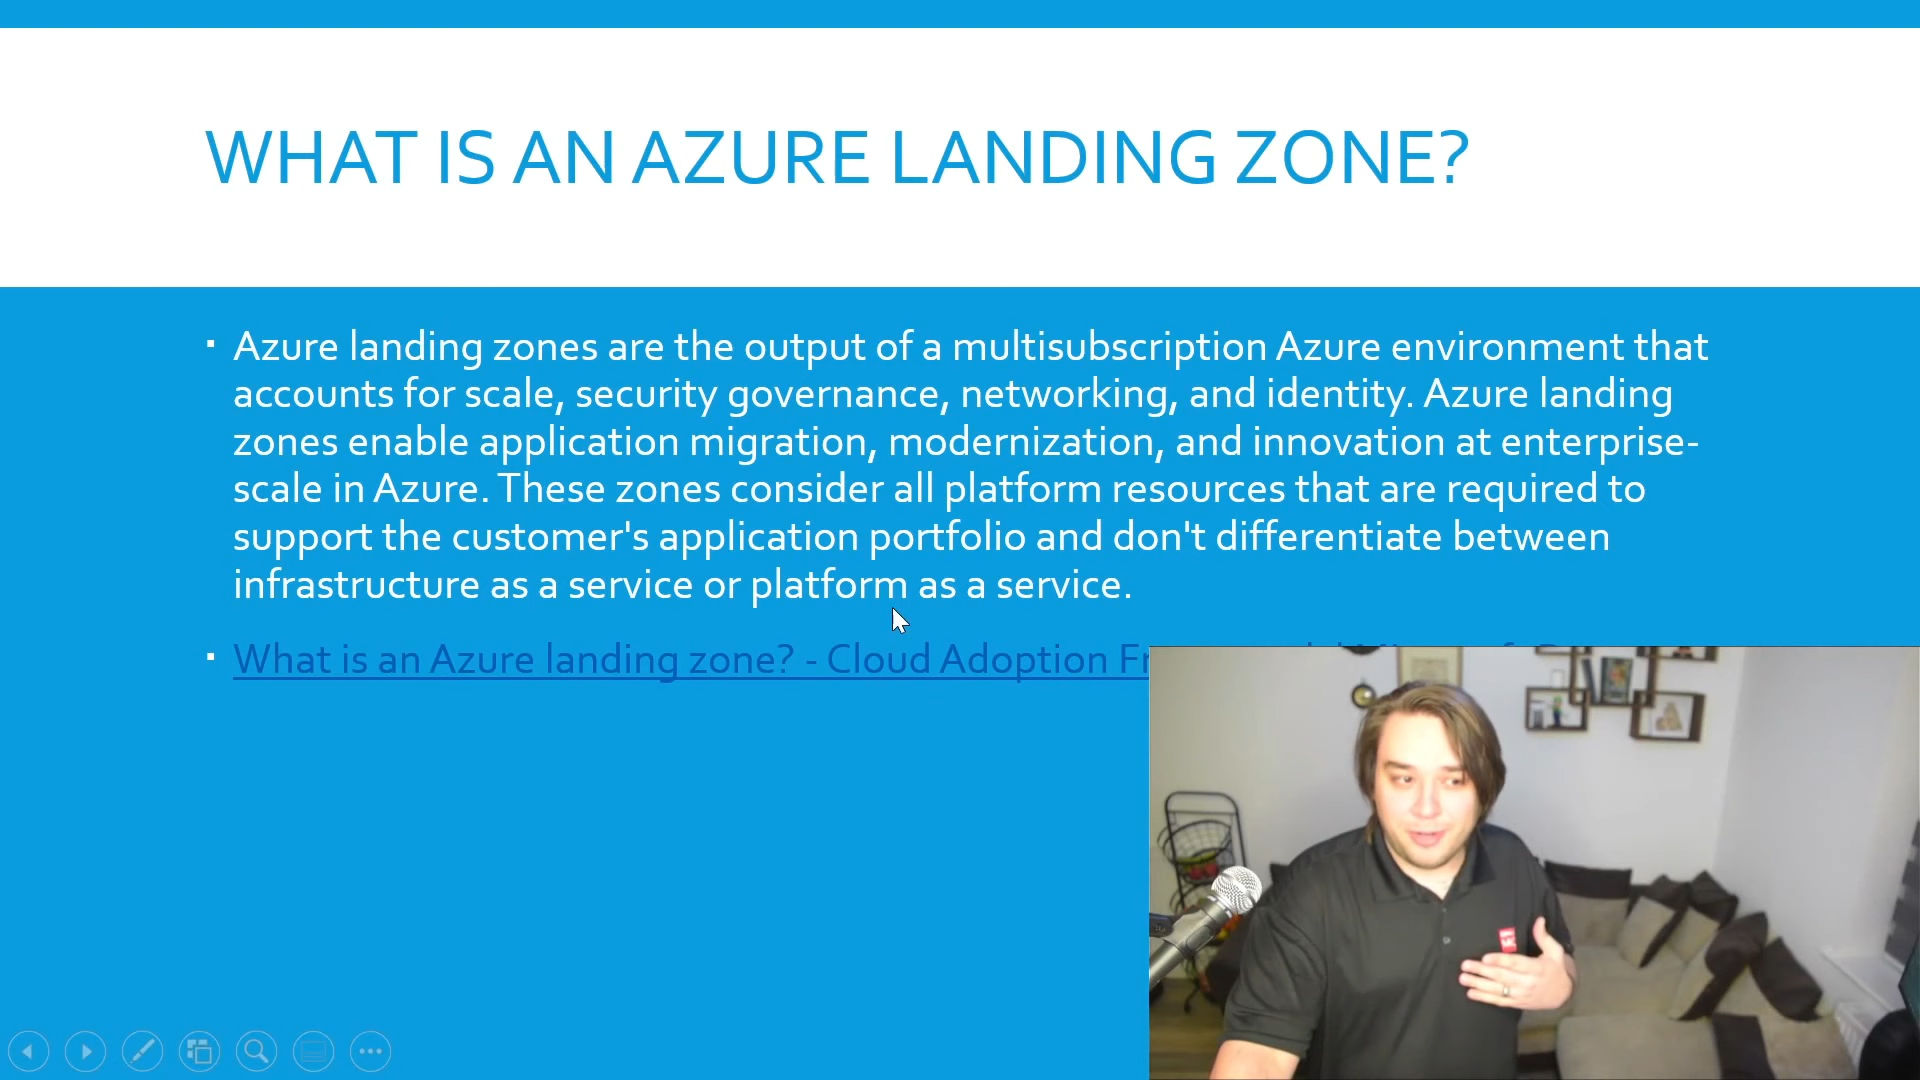 WHAT IS AN AZURE LANDING ZONE?
Azure landing zones are the output of a multisubscription Azure environment that
accounts for scale, security governance, networking, and identity. Azure landing
zones enable application migration, modernization, and innovation at enterprise-
scale in Azure. These zones consider all platform resources that are required to
support the customer's application portfolio and don't differentiate between
infrastructure as a service or platform as a service.
What is an Azure landing zone? - Cloud Adoption